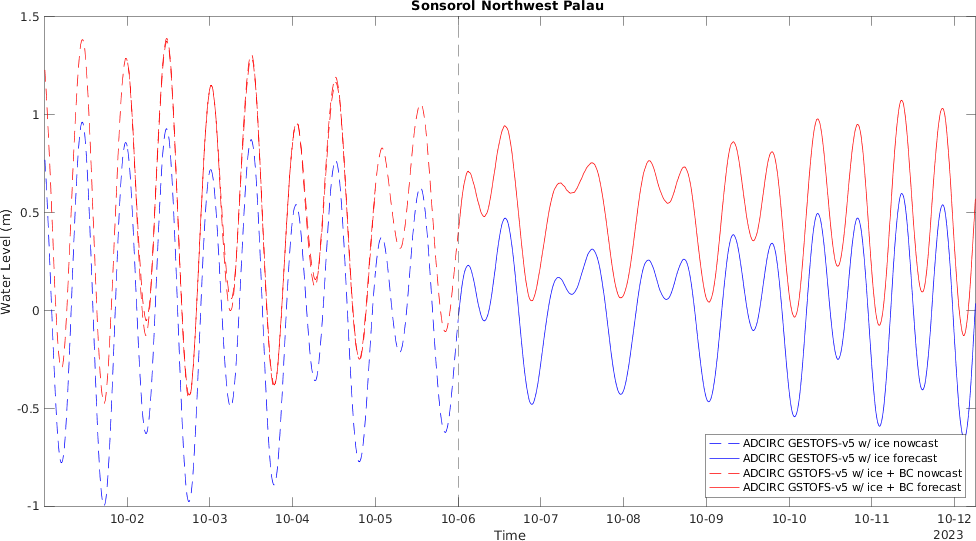 Sonsorol Northwest Palau
1.5
1
0.5
0
-0.5
-1
Water Level (m)
10-02
10-03
10-04
10-05
10-06
10-07
10-08
10-09
10-10
10-11
10-12
Time
2023
ADCIRC GESTOFS-v5 w/ ice nowcast
ADCIRC GESTOFS-v5 w/ ice forecast
ADCIRC GSTOFS-v5 w/ ice + BC nowcast
ADCIRC GSTOFS-v5 w/ ice + BC forecast